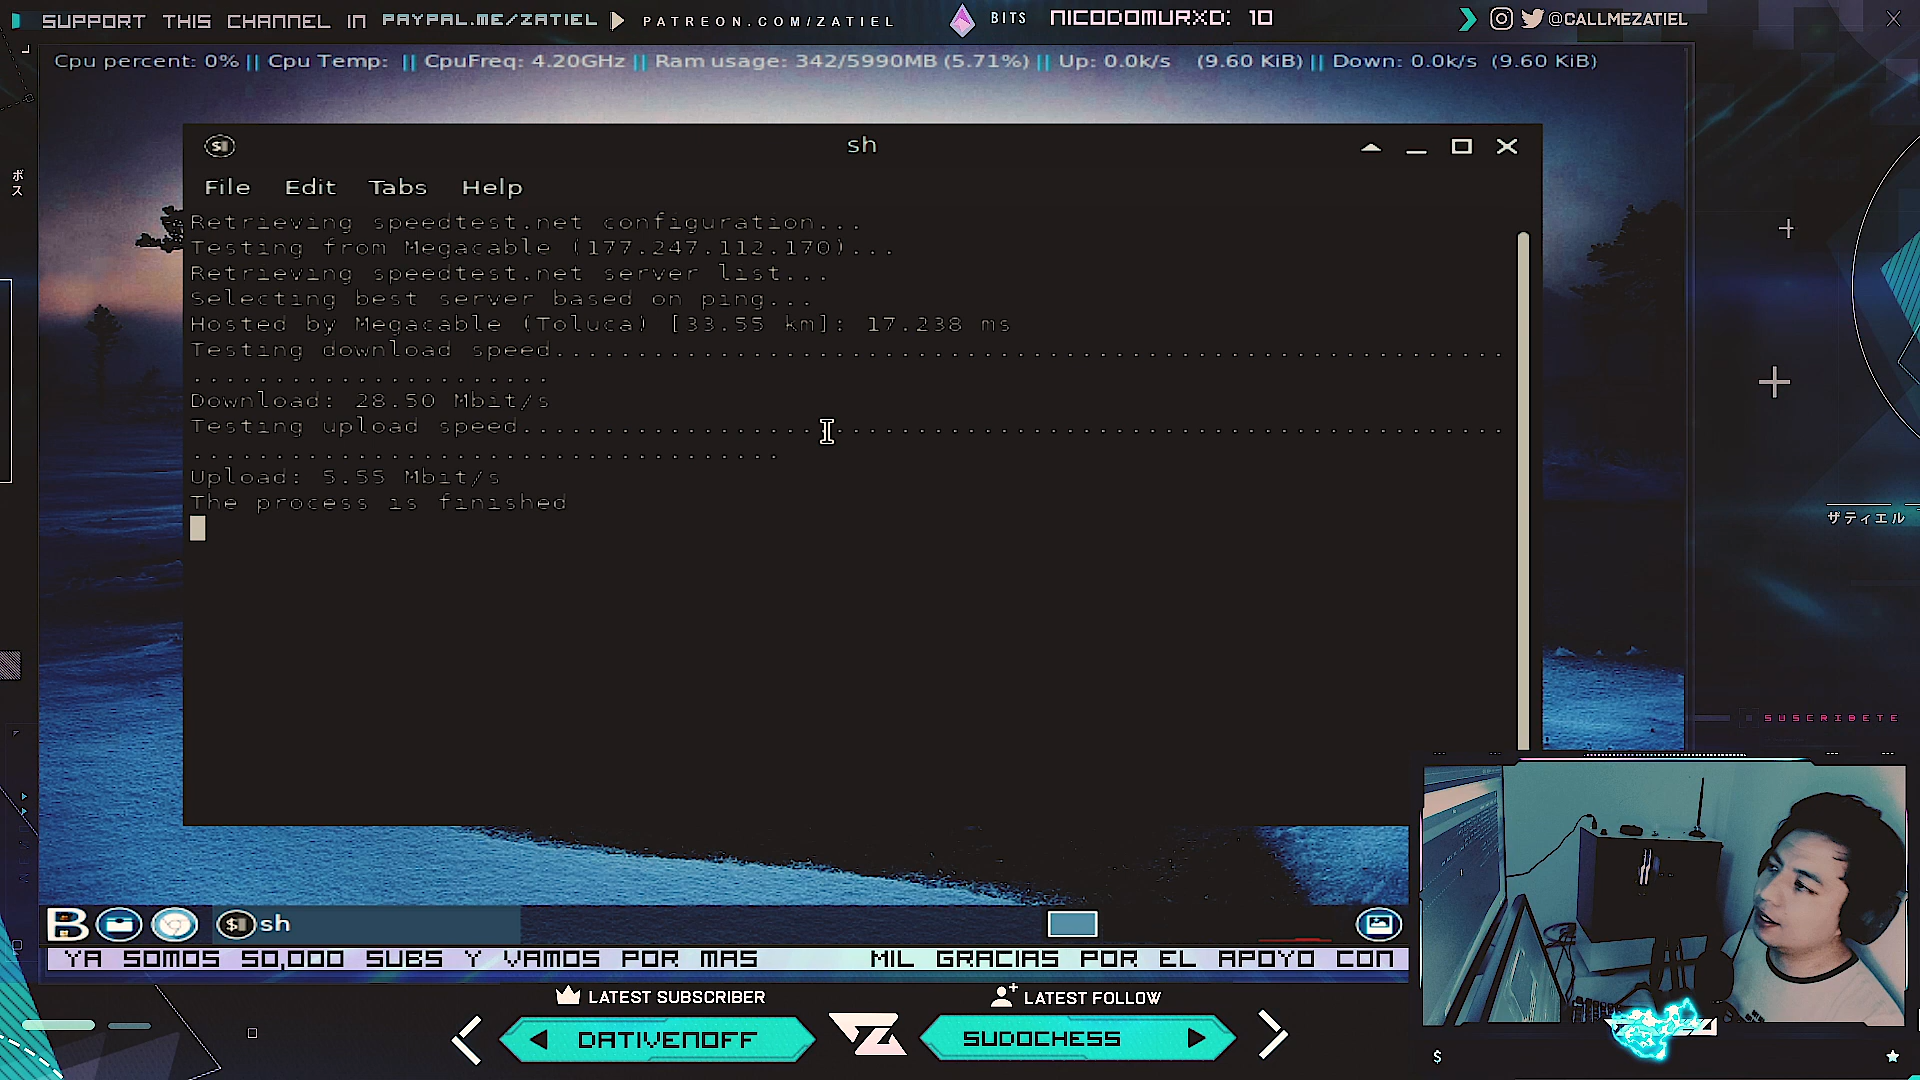 SUPPORT THIS CHANNEL IN PAYPAL.ME/ZATIEL PATREON.COM/ZATIEL BITS NICODOMURXD: 10 @CALLMEZATIEL
Cpu percent: 0% || Cpu Temp: || CpuFreq: 4.20GHz || Ram usage: 342/5990MB (5.71%) || Up: 0.0k/s (9.60 KiB) || Down: 0.0k/s (9.60 KiB)
sh
File Edit Tabs Help
ボス
Retrieving speedtest.net configuration...
Testing from Megacable (177.247.112.170)...
Retrieving speedtest.net server list...
Selecting best server based on ping...
Hosted by Megacable (Toluca) [33.55 km]: 17.238 ms
Testing download speed................................................................................
Download: 28.50 Mbit/s
Testing upload speed................................................................................................
Upload: 5.55 Mbit/s
The process is finished
ザティエル
SUSCRIBETE
B $ sh
YA SOMOS 50,000 SUBS Y VAMOS POR MAS MIL GRACIAS POR EL APOYO CON
LATEST SUBSCRIBER LATEST FOLLOW
DATIVENOFF SUDOCHESS
$